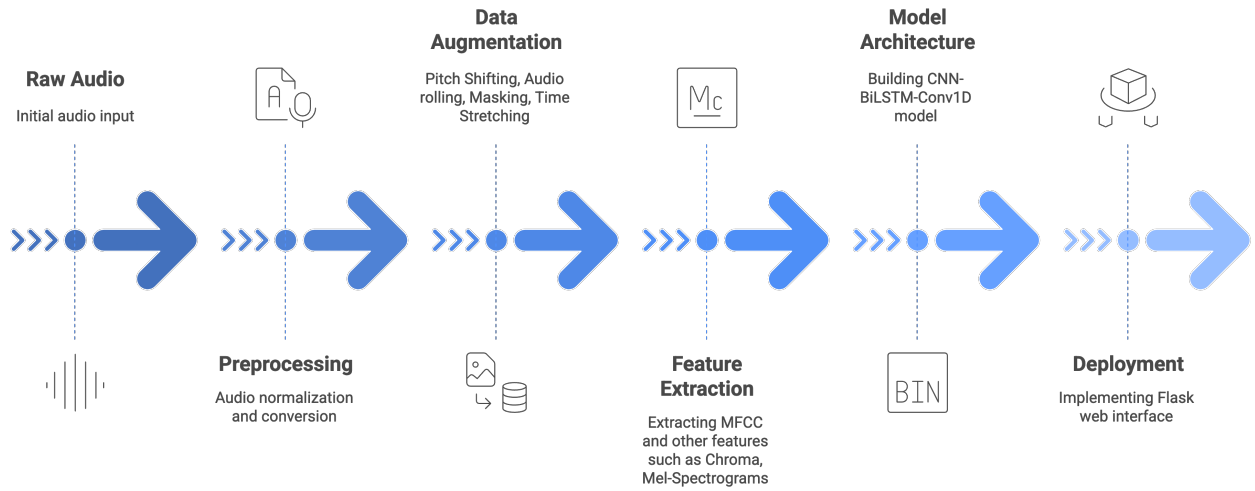 Raw Audio
Initial audio input
A
Preprocessing
Audio normalization
and conversion
Data
Augmentation
Pitch Shifting, Audio
rolling, Masking, Time
Stretching
Mc
Feature
Extraction
Extracting MFCC
and other features
such as Chroma,
Mel-Spectrograms
Model
Architecture
Building CNN-
BiLSTM-Conv1D
model
BIN
Deployment
Implementing Flask
web interface